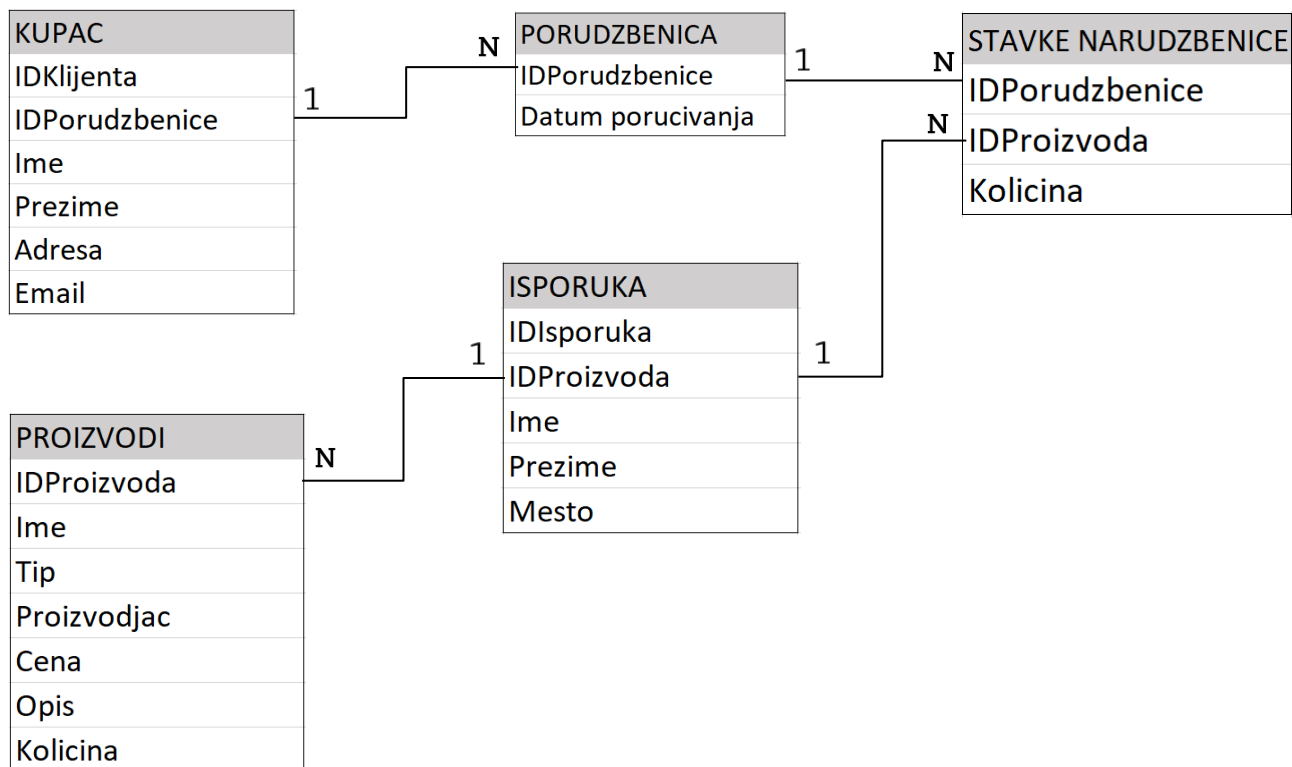 KUPAC
IDKlijenta
IDPorudzbenice
Ime
Prezime
Adresa
Email
1
N
PORUDZBENICA
IDPorudzbenice
Datum porucivanja
1
N
STAVKE NARUDZBENICE
IDPorudzbenice
N
IDProizvoda
Kolicina
ISPORUKA
IDIsporuka
1
IDProizvoda
1
Ime
Prezime
Mesto
PROIZVODI
IDProizvoda
N
Ime
Tip
Proizvodjac
Cena
Opis
Kolicina